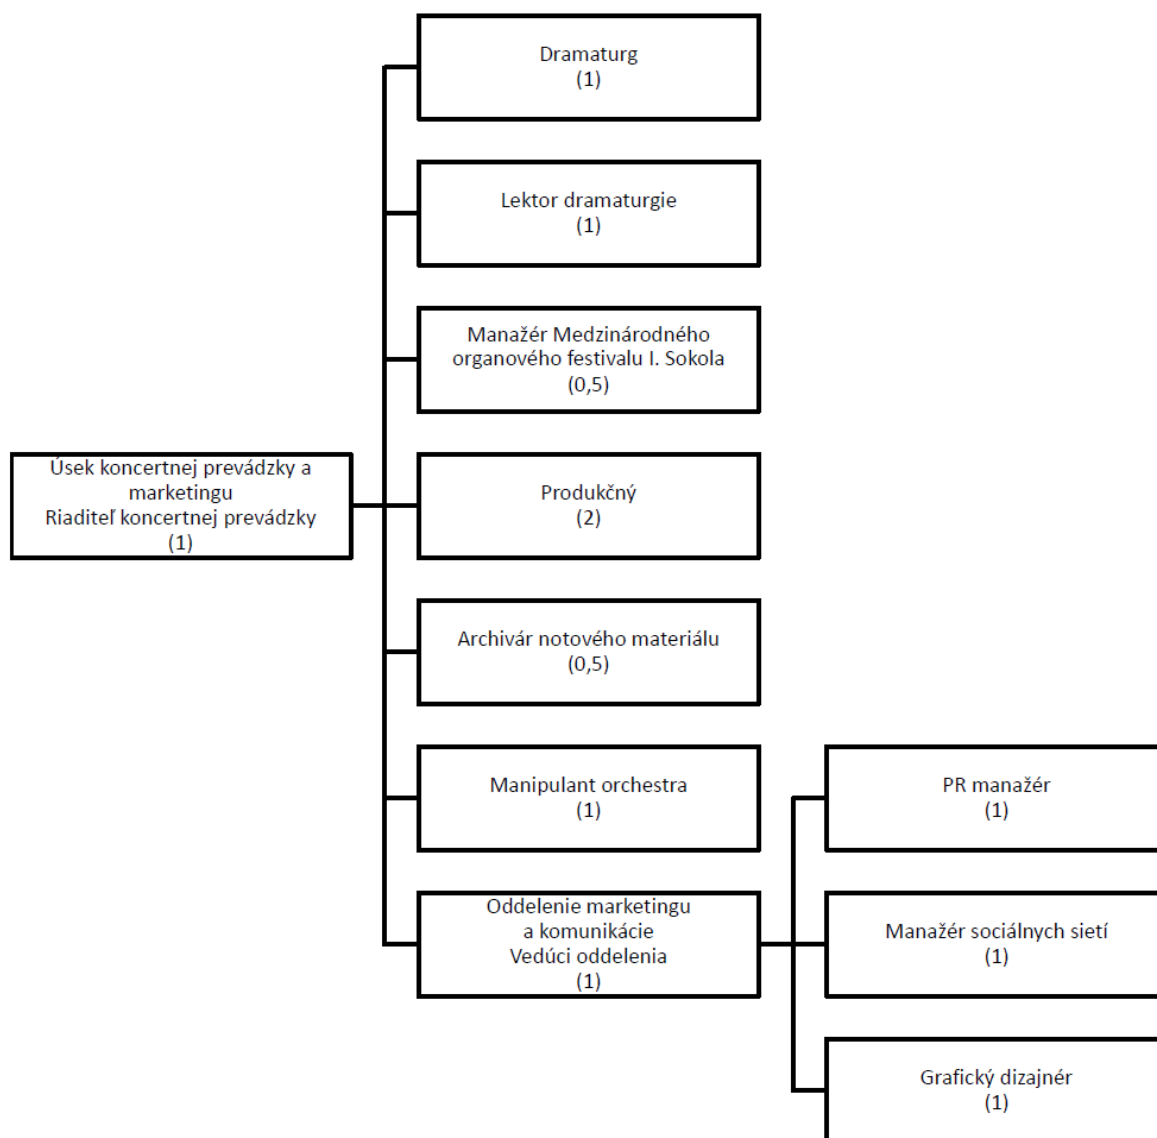 Dramaturg
(1)
Lektor dramaturgie
(1)
Manažér Medzinárodného
organového festivalu I. Sokola
(0,5)
Úsek koncertnej prevádzky a
marketingu
Riaditeľ koncertnej prevádzky
(1)
Produkčný
(2)
Archivár notového materiálu
(0,5)
Manipulant orchestra
(1)
Oddelenie marketingu
a komunikácie
Vedúci oddelenia
(1)
PR manažér
(1)
Manažér sociálnych sietí
(1)
Grafický dizajnér
(1)